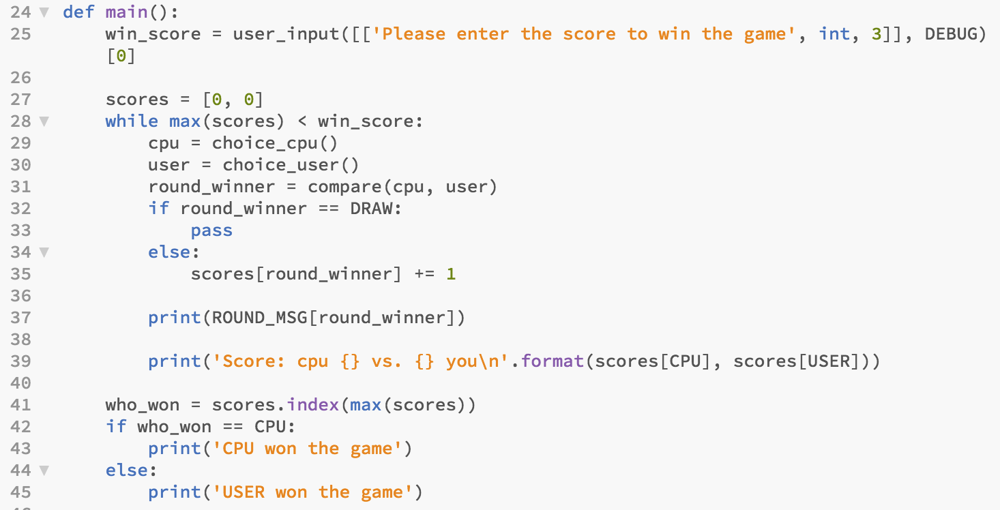 24 ▼ def main():
25 win_score = user_input([['Please enter the score to win the game', int, 3]], DEBUG)
[0]
26
27 scores = [0, 0]
28 ▼ while max(scores) < win_score:
29 cpu = choice_cpu()
30 user = choice_user()
31 round_winner = compare(cpu, user)
32 if round_winner == DRAW:
33 pass
34 ▼ else:
35 scores[round_winner] += 1
36
37 print(ROUND_MSG[round_winner])
38
39 print('Score: cpu {} vs. {} you\n'.format(scores[CPU], scores[USER]))
40
41 who_won = scores.index(max(scores))
42 if who_won == CPU:
43 print('CPU won the game')
44 ▼ else:
45 print('USER won the game')